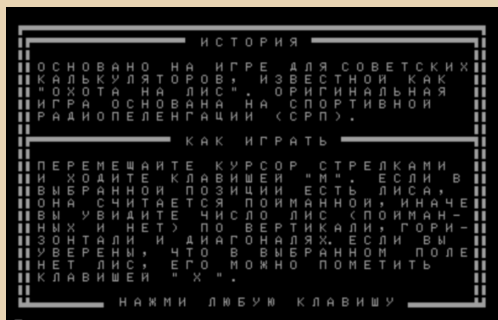 ИСТОРИЯ
ОСНОВАНО НА ИГРЕ ДЛЯ СОВЕТСКИХ
КАЛЬКУЛЯТОРОВ, ИЗВЕСТНОЙ КАК
"ОХОТА НА ЛИС". ОРИГИНАЛЬНАЯ
ИГРА ОСНОВАНА НА СПОРТИВНОЙ
РАДИОПЕЛЕНГАЦИИ (СРП).
КАК ИГРАТЬ
ПЕРЕМЕЩАЙТЕ КУРСОР СТРЕЛКАМИ
И ХОДИТЕ КЛАВИШЕЙ "М". ЕСЛИ В
ВЫБРАННОЙ ПОЗИЦИИ ЕСТЬ ЛИСА,
ОНА СЧИТАЕТСЯ ПОЙМАННОЙ, ИНАЧЕ
ВЫ УВИДИТЕ ЧИСЛО ЛИС (ПОЙМАН-
НЫХ И НЕТ) ПО ВЕРТИКАЛИ, ГОРИ-
ЗОНТАЛИ И ДИАГОНАЛЯХ. ЕСЛИ ВЫ
УВЕРЕНЫ, ЧТО В ВЫБРАННОМ ПОЛЕ
НЕТ ЛИС, ЕГО МОЖНО ПОМЕТИТЬ
КЛАВИШЕЙ "Х".
НАЖМИ ЛЮБУЮ КЛАВИШУ